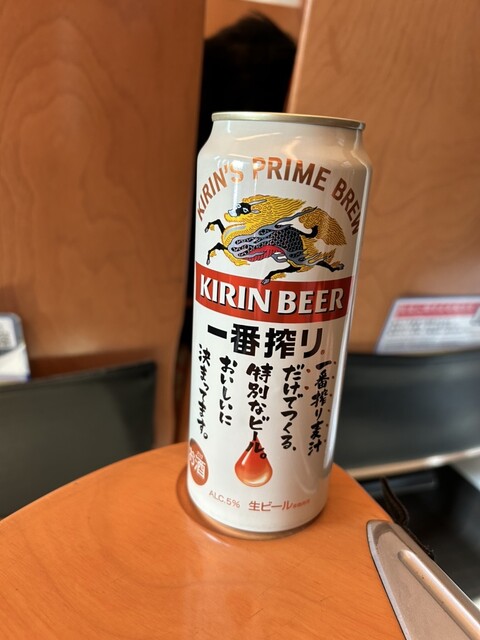 KIRIN'S PRIME BREW
KIRIN BEER
一番搾り
一番搾り麦汁
だけでつくる、
特別なビール。
おいしいに
決まってます。
お酒
ALC.5% 生ビール